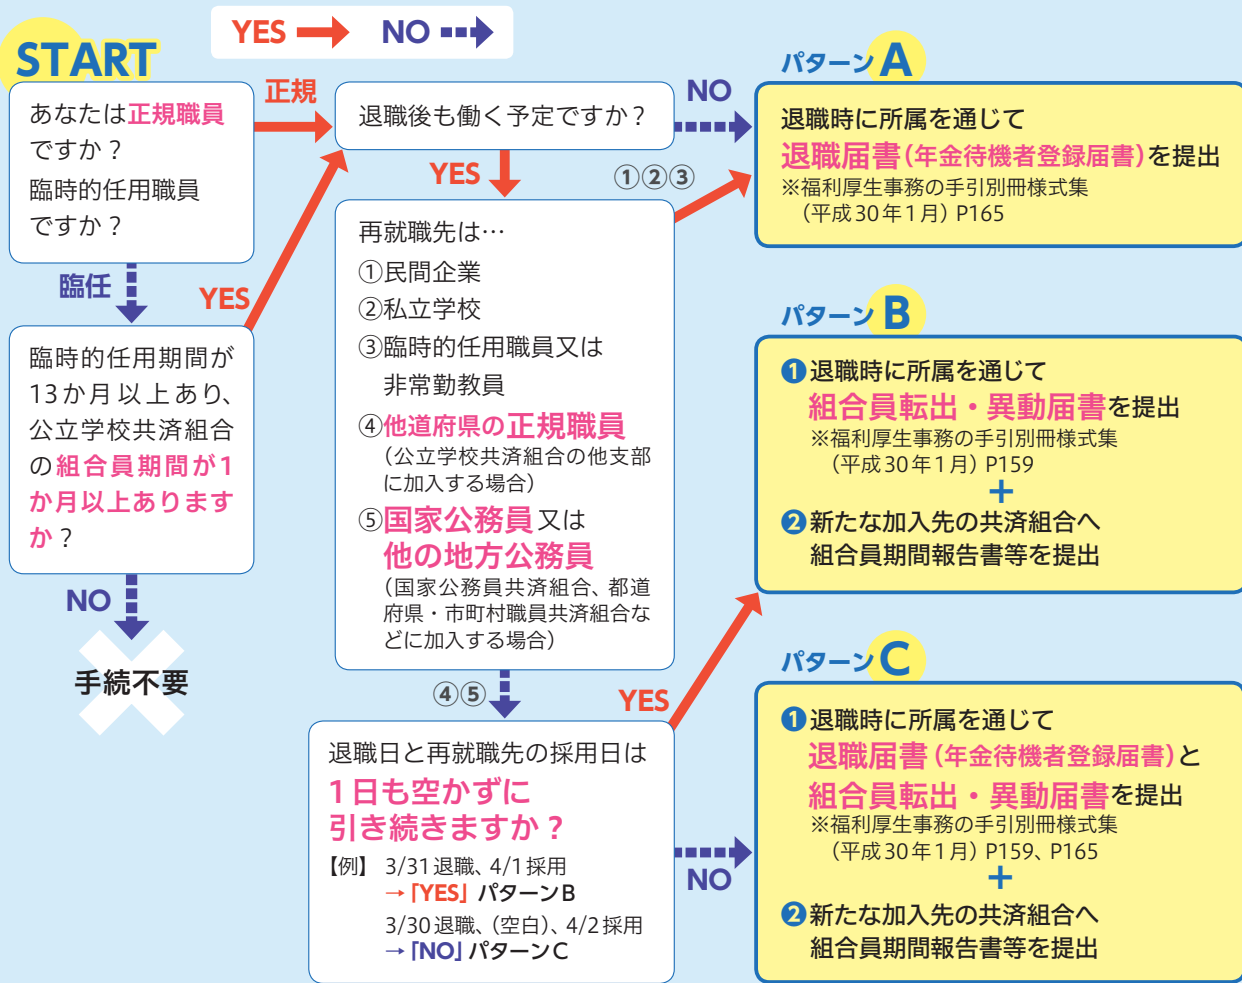 YES NO
START
あなたは正規職員
ですか？
臨時的任用職員
ですか？
正規
臨任
YES
臨時的任用期間が
13か月以上あり、
公立学校共済組合
の組合員期間が1
か月以上あります
か？
NO
手続不要
退職後も働く予定ですか？
NO
YES
①②③
再就職先は…
①民間企業
②私立学校
③臨時的任用職員又は
非常勤教員
④他道府県の正規職員
（公立学校共済組合の他支部
に加入する場合）
⑤国家公務員又は
他の地方公務員
（国家公務員共済組合、都道
府県・市町村職員共済組合な
どに加入する場合）
④⑤
YES
退職日と再就職先の採用日は
1日も空かずに
引き続きますか？
【例】 3/31退職、4/1採用
→「YES」パターンB
3/30退職、（空白）、4/2採用
→「NO」パターンC
NO
パターンA
退職時に所属を通じて
退職届書（年金待機者登録届書）を提出
※福利厚生事務の手引別冊様式集
（平成30年1月）P165
パターンB
❶退職時に所属を通じて
組合員転出・異動届書を提出
※福利厚生事務の手引別冊様式集
（平成30年1月）P159
＋
❷新たな加入先の共済組合へ
組合員期間報告書等を提出
パターンC
❶退職時に所属を通じて
退職届書（年金待機者登録届書）と
組合員転出・異動届書を提出
※福利厚生事務の手引別冊様式集
（平成30年1月）P159、P165
＋
❷新たな加入先の共済組合へ
組合員期間報告書等を提出